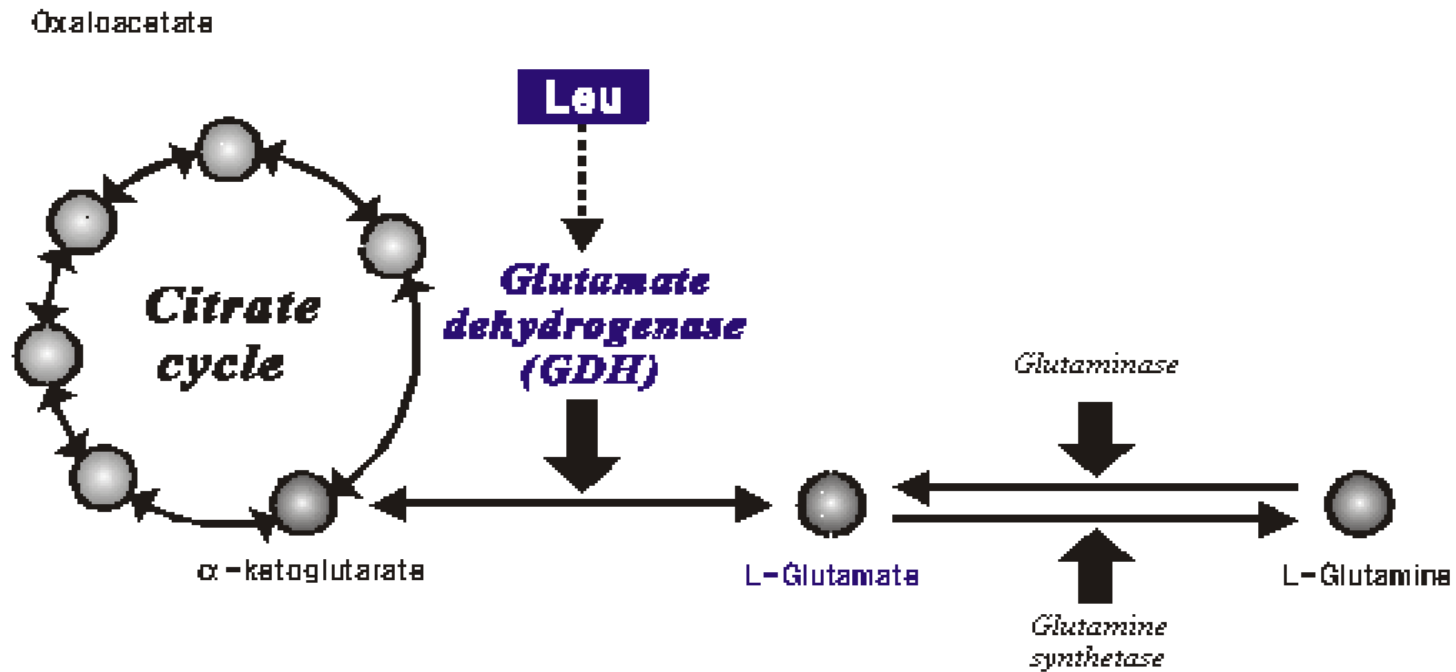 Oxaloacetate
Leu
Citrate
cycle
Glutamate
dehydrogenase
(GDH)
Glutaminase
α-ketoglutarate
L-Glutamate
L-Glutamine
Glutamine
synthetase